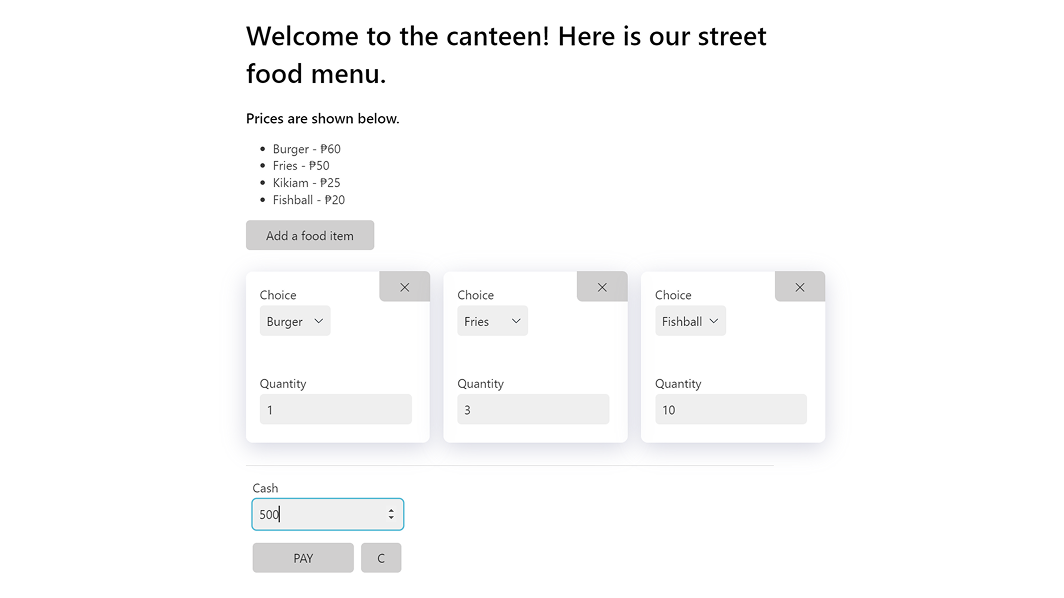 Welcome to the canteen! Here is our street
food menu.
Prices are shown below.
Burger - ₱60
Fries - ₱50
Kikiam - ₱25
Fishball - ₱20
Add a food item
Choice
Burger
Quantity
1
Choice
Fries
Quantity
3
Choice
Fishball
Quantity
10
Cash
500
PAY
C